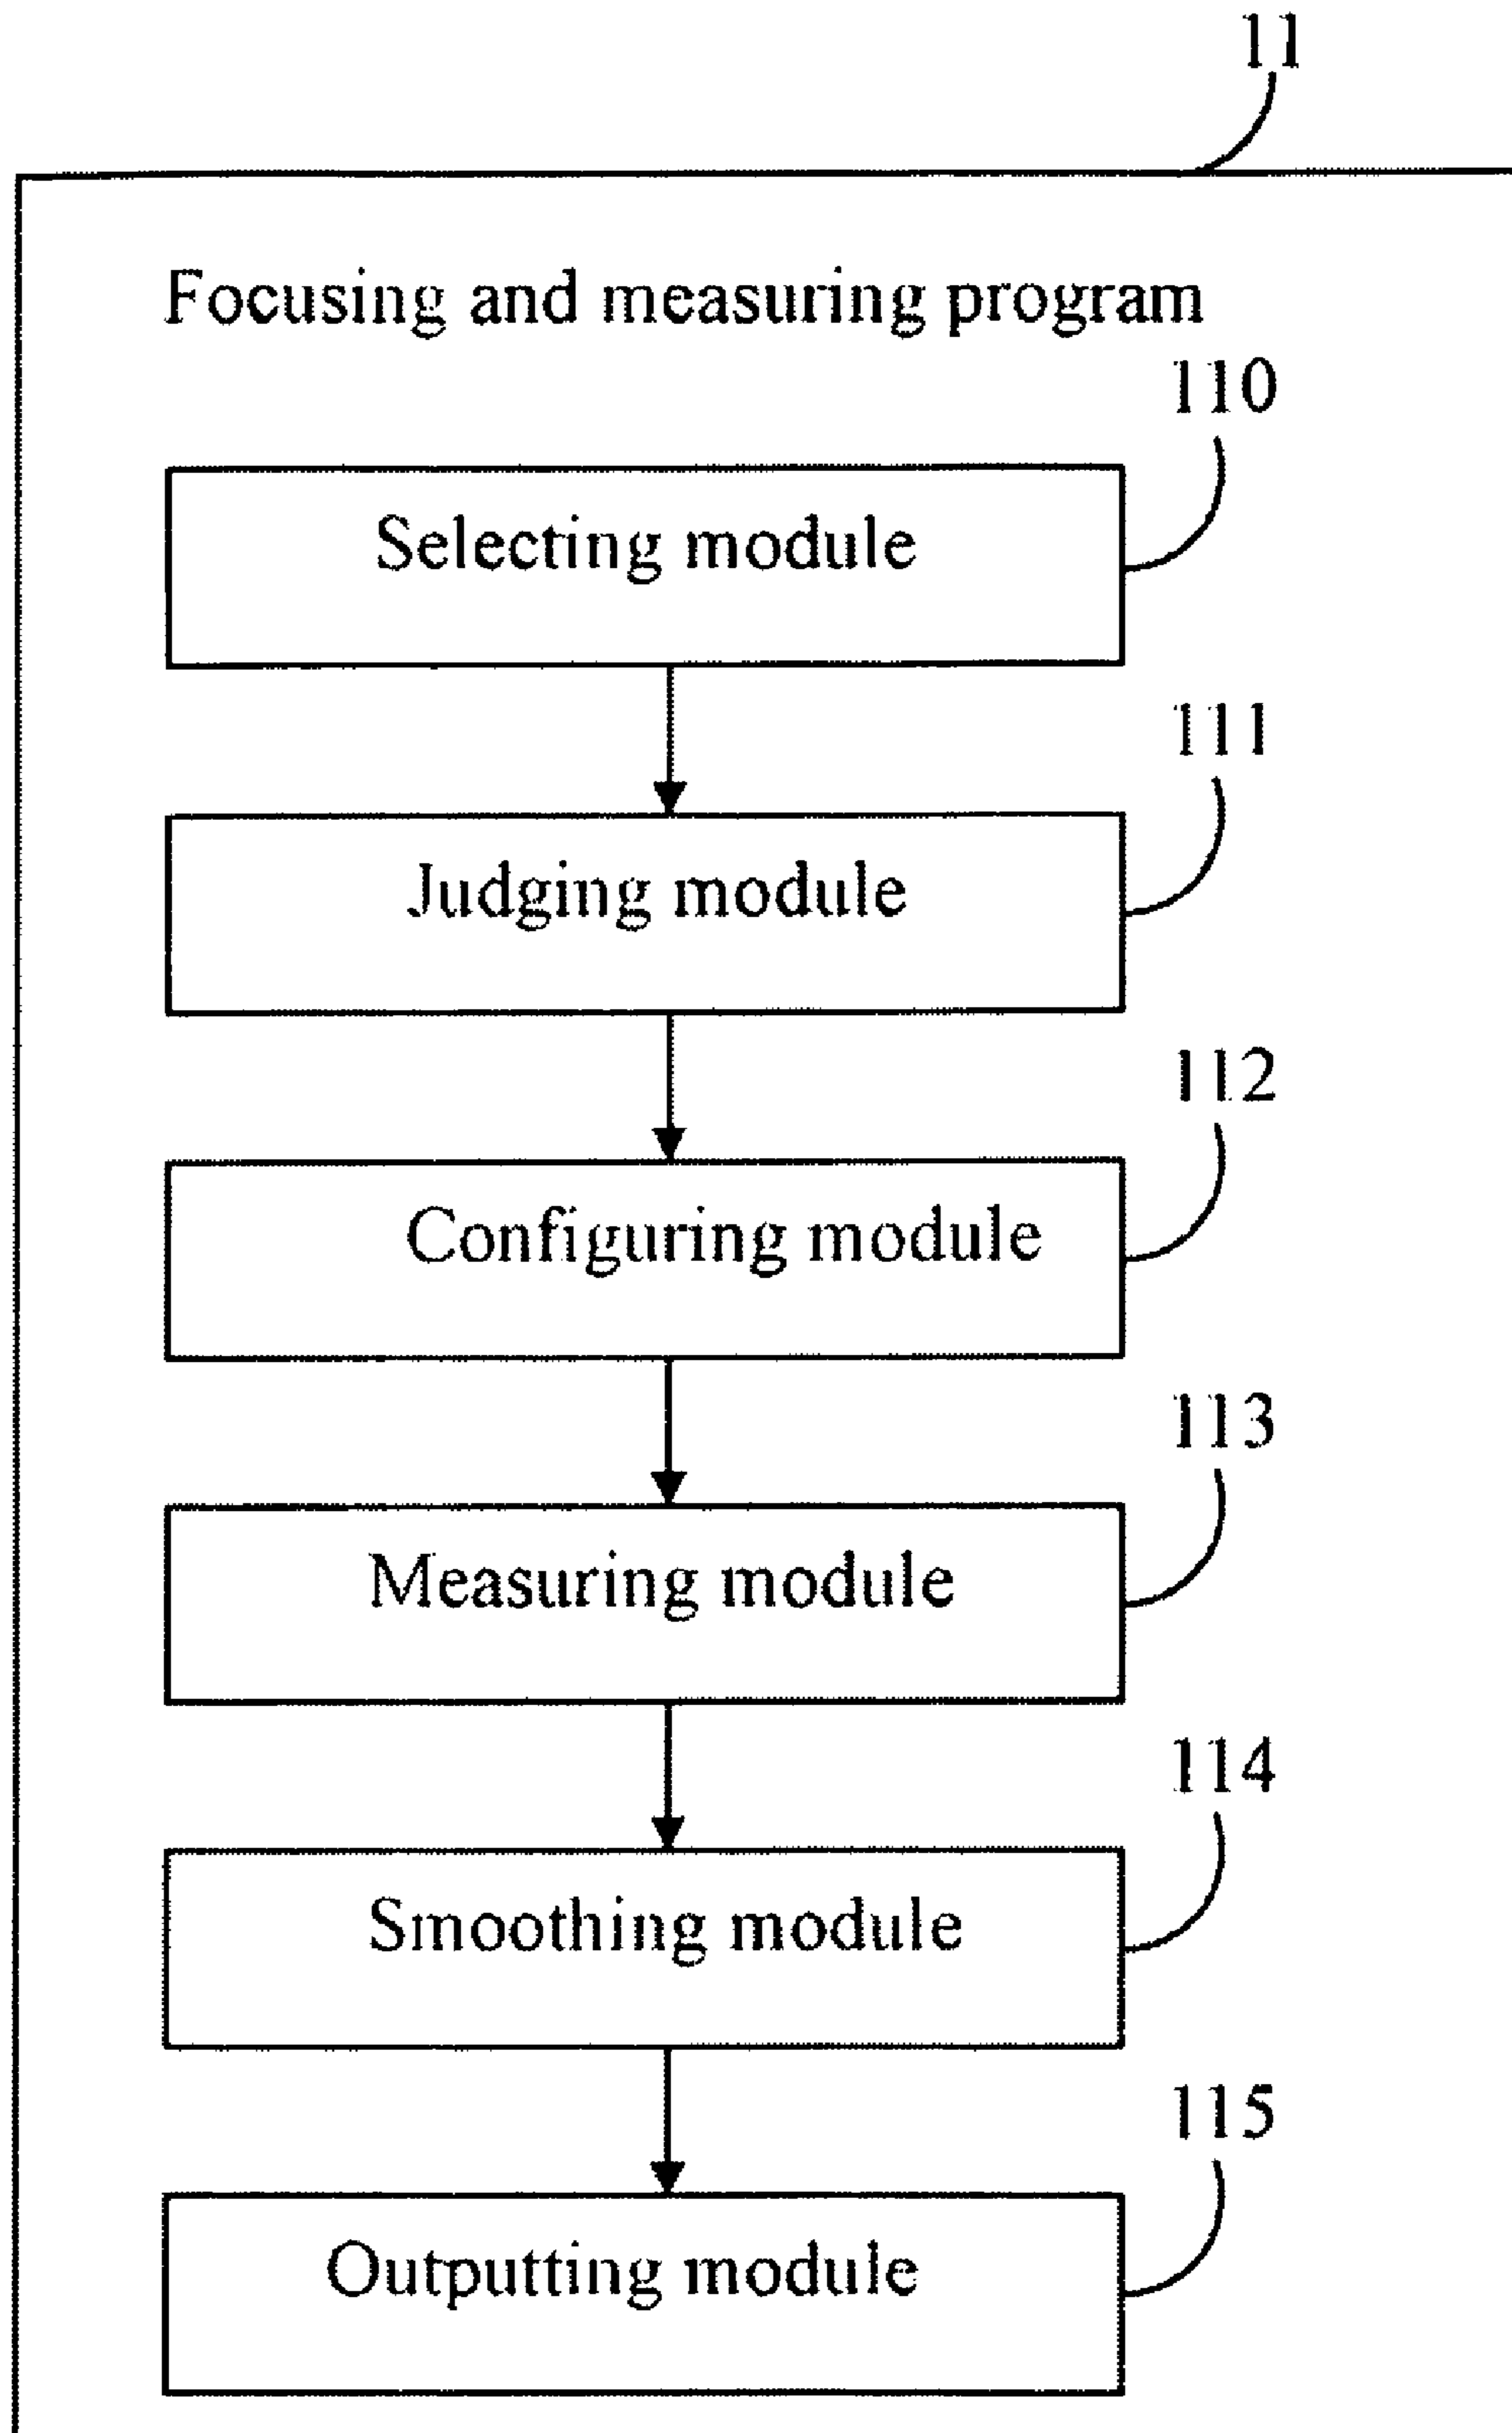 11
Focusing and measuring program
110
Selecting module
111
Judging module
112
Configuring module
113
Measuring module
114
Smoothing module
115
Outputting module